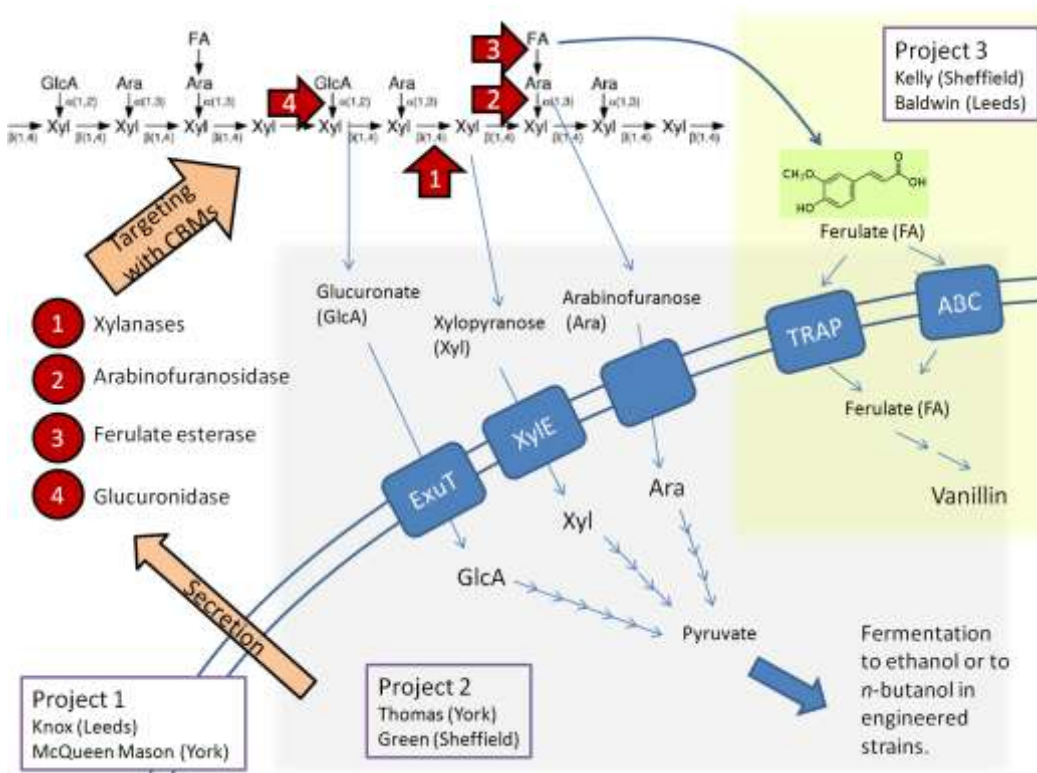 FA
3
FA
GlcA Ara Ara GlcA Ara Ara Ara
4
2
α(1,2) α(1,3) α(1,3) α(1,2) α(1,3) α(1,3) α(1,3)
Xyl Xyl Xyl Xyl Xyl Xyl Xyl Xyl Xyl Xyl
β(1,4) β(1,4) β(1,4) β(1,4) β(1,4) β(1,4) β(1,4) β(1,4) β(1,4) β(1,4)
1
Project 3
Kelly (Sheffield)
Baldwin (Leeds)
CH₃O
O
OH
HO
Ferulate (FA)
Targeting
with CBMs
1 Xylanases
2 Arabinofuranosidase
3 Ferulate esterase
4 Glucuronidase
Secretion
Glucuronate
(GlcA)
Xylopyranose
(Xyl)
Arabinofuranose
(Ara)
ExuT
XylE
TRAP
ABC
Ferulate (FA)
Vanillin
GlcA
Xyl
Ara
Pyruvate
Fermentation
to ethanol or to
n-butanol in
engineered
strains.
Project 1
Knox (Leeds)
McQueen Mason (York)
Project 2
Thomas (York)
Green (Sheffield)